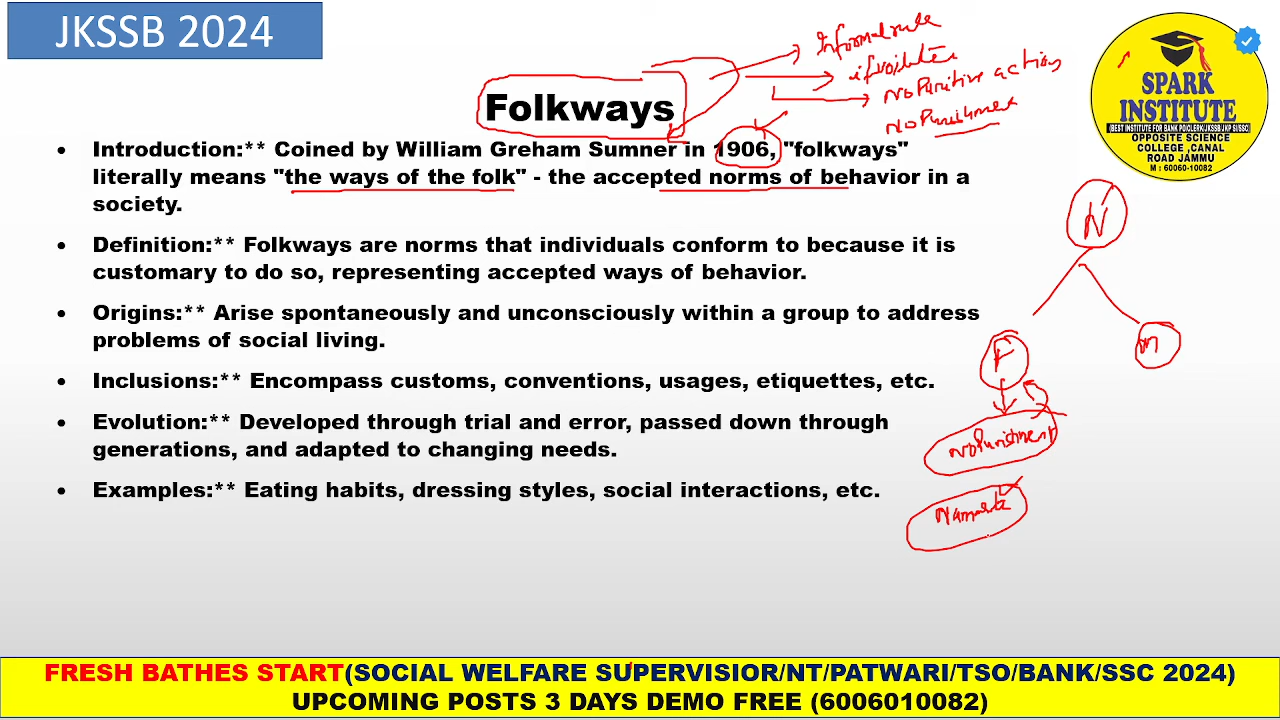 JKSSB 2024
Folkways
Informal rule
if voilates
No Punitive action
No Punishment
SPARK
INSTITUTE
(BEST INSTITUTE FOR BANK PO/CLERK/JKSSB/JKP SI/SSC)
OPPOSITE SCIENCE
COLLEGE ,CANAL
ROAD JAMMU
M : 60060-10082
• Introduction:** Coined by William Greham Sumner in 1906, "folkways"
literally means "the ways of the folk" - the accepted norms of behavior in a
society.
• Definition:** Folkways are norms that individuals conform to because it is
customary to do so, representing accepted ways of behavior.
• Origins:** Arise spontaneously and unconsciously within a group to address
problems of social living.
• Inclusions:** Encompass customs, conventions, usages, etiquettes, etc.
• Evolution:** Developed through trial and error, passed down through
generations, and adapted to changing needs.
• Examples:** Eating habits, dressing styles, social interactions, etc.
N
F
m
No Punishment
Namaste
FRESH BATHES START(SOCIAL WELFARE SUPERVISIOR/NT/PATWARI/TSO/BANK/SSC 2024)
UPCOMING POSTS 3 DAYS DEMO FREE (6006010082)